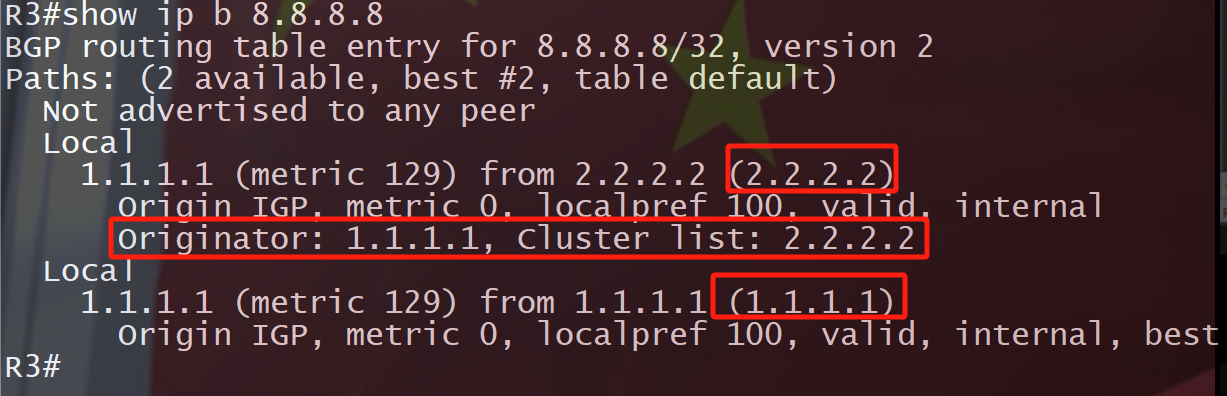 R3#show ip b 8.8.8.8
BGP routing table entry for 8.8.8.8/32, version 2
Paths: (2 available, best #2, table default)
Not advertised to any peer
Local
1.1.1.1 (metric 129) from 2.2.2.2 (2.2.2.2)
Origin IGP, metric 0, localpref 100, valid, internal
Originator: 1.1.1.1, Cluster list: 2.2.2.2
Local
1.1.1.1 (metric 129) from 1.1.1.1 (1.1.1.1)
Origin IGP, metric 0, localpref 100, valid, internal, best
R3#